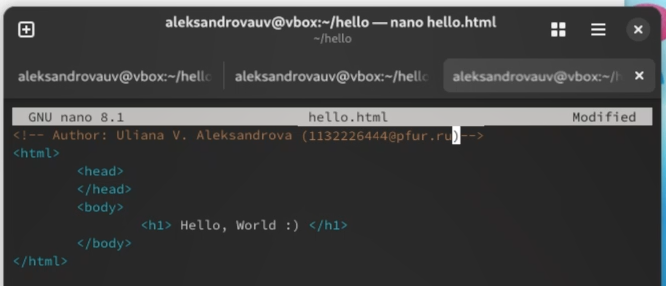 aleksandrovauv@vbox:~/hello — nano hello.html
~/hello
aleksandrovauv@vbox:~/hello aleksandrovauv@vbox:~/hello aleksandrovauv@vbox:~/h
GNU nano 8.1 hello.html Modified
<!-- Author: Uliana V. Aleksandrova (1132226444@pfur.ru)-->
<html>
<head>
</head>
<body>
<h1> Hello, World :) </h1>
</body>
</html>